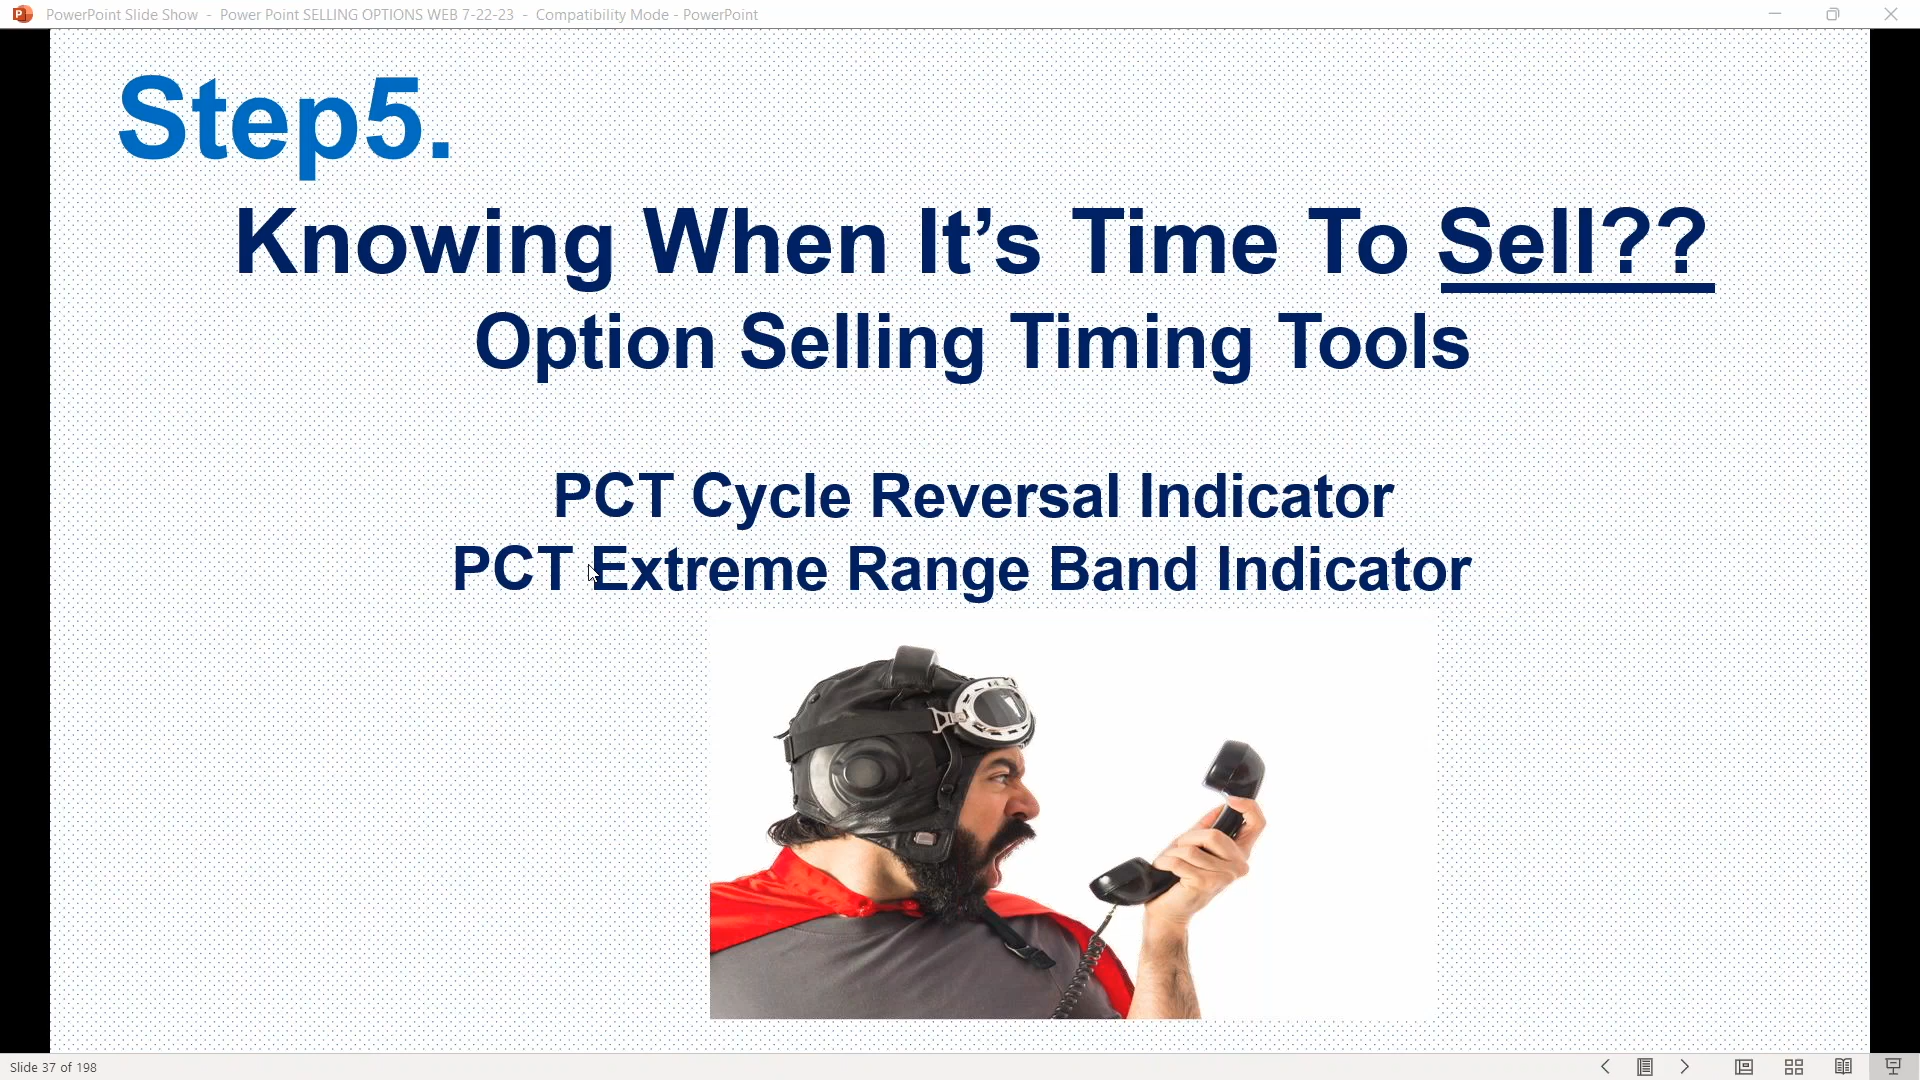 PowerPoint Slide Show - Power Point SELLING OPTIONS WEB 7-22-23 - Compatibility Mode - PowerPoint
Step5.
Knowing When It’s Time To Sell??
Option Selling Timing Tools
PCT Cycle Reversal Indicator
PCT Extreme Range Band Indicator
Slide 37 of 198